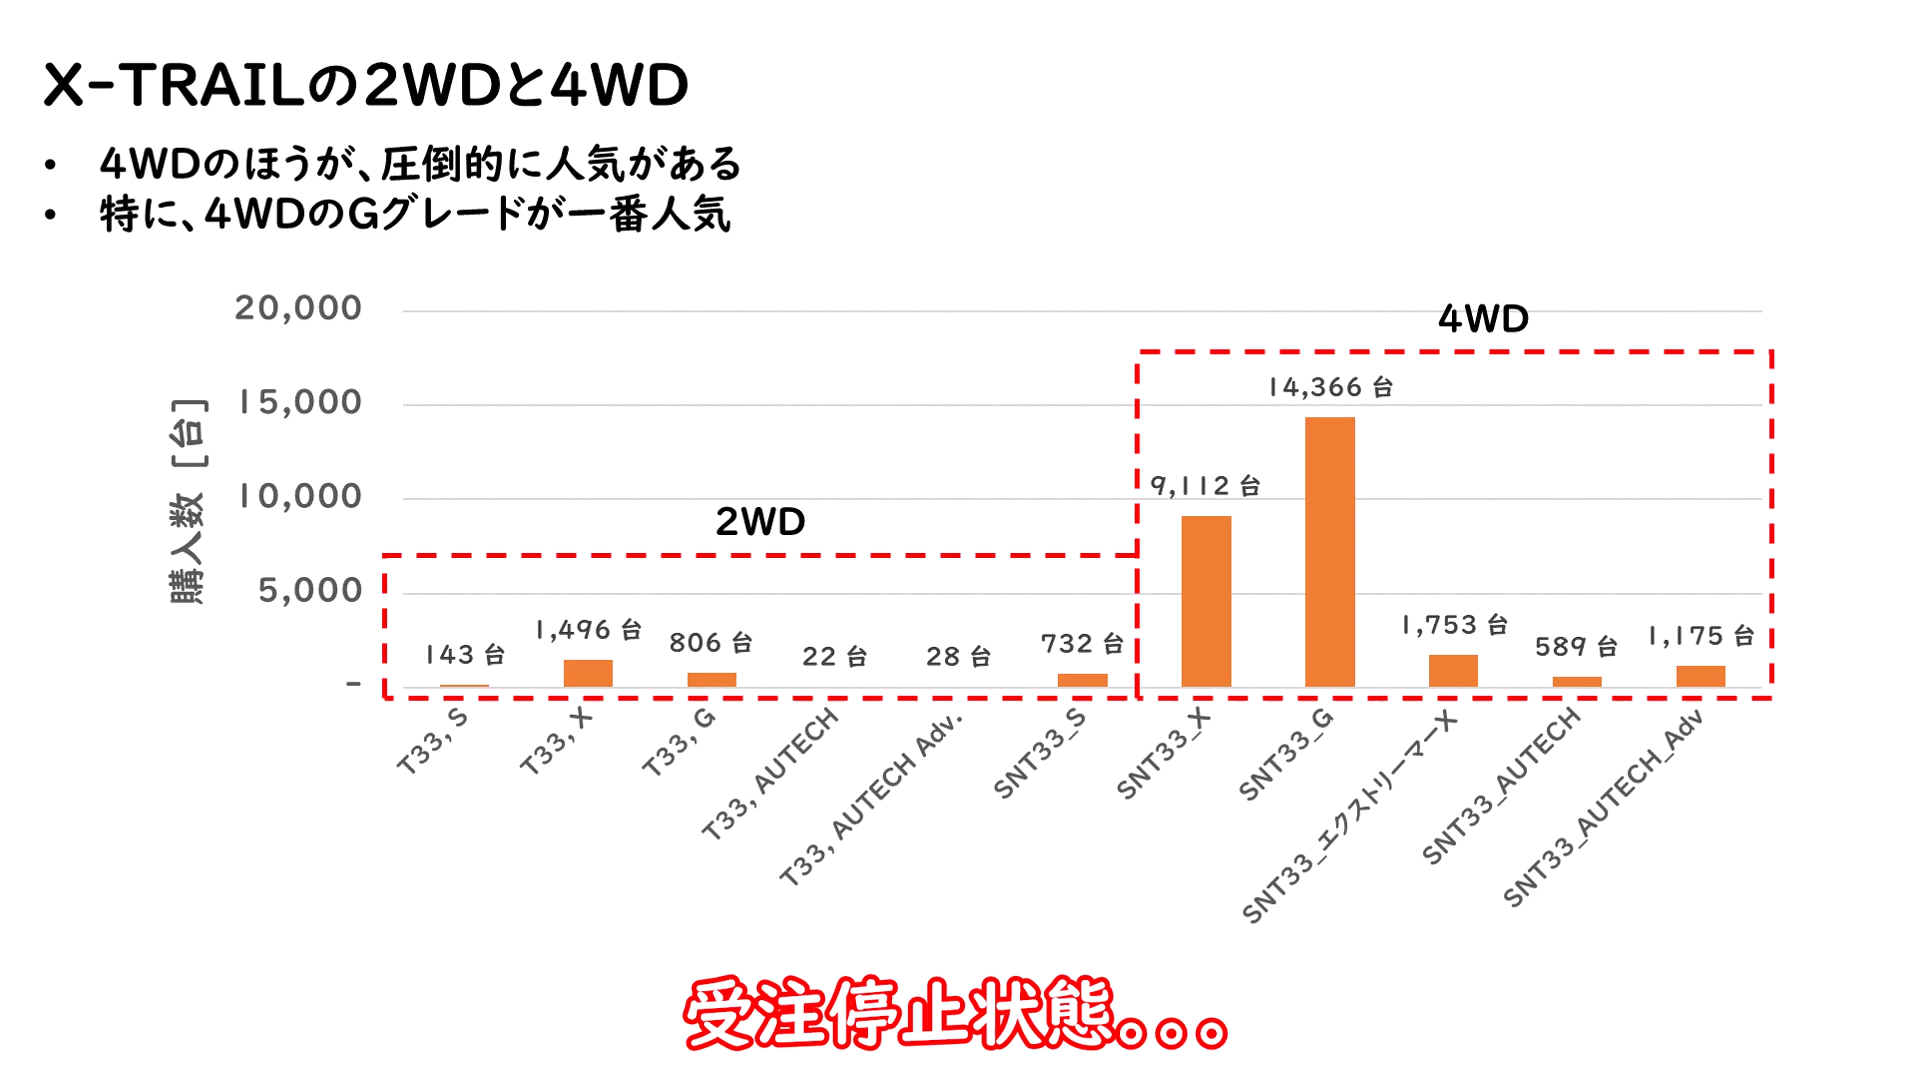 X-TRAILの2WDと4WD
• 4WDのほうが、圧倒的に人気がある
• 特に、4WDのGグレードが一番人気
購入人数 [台]
20,000
15,000
10,000
5,000
-
2WD
4WD
143 台
1,496 台
806 台
22 台
28 台
732 台
9,112 台
14,366 台
1,753 台
589 台
1,175 台
T33, S
T33, X
T33, G
T33, AUTECH
T33, AUTECH Adv.
SNT33_S
SNT33_X
SNT33_G
SNT33_エクストリーマーX
SNT33_AUTECH
SNT33_AUTECH_Adv
受注停止状態。。。